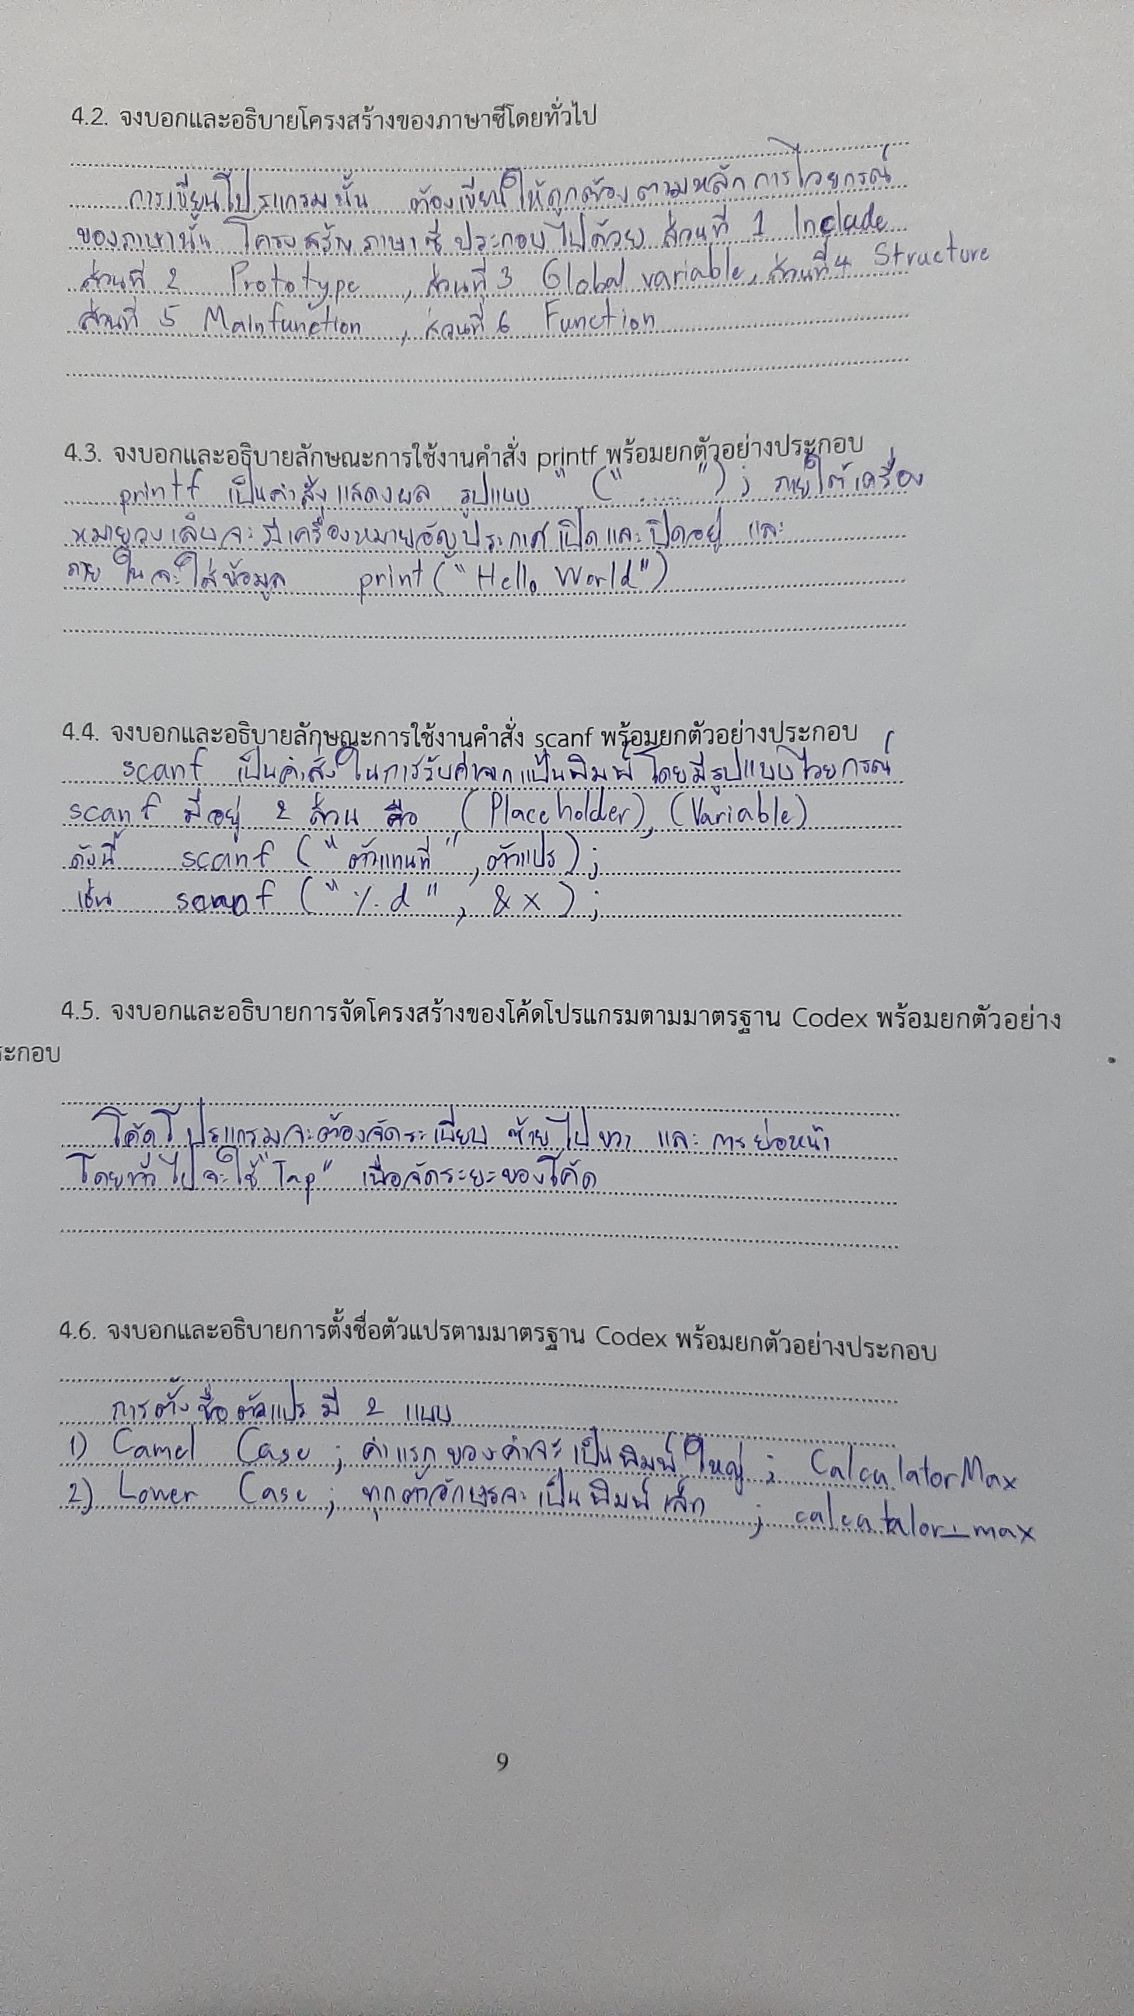 4.2. จงบอกและอธิบายโครงสร้างของภาษาซีโดยทั่วไป
การเขียนโปรแกรมนั้น ต้องเขียนให้ถูกต้องตามหลักการไวยกรณ์
ของภาษานั้น โครงสร้างภาษาซี ประกอบไปด้วย ส่วนที่ 1 Include
ส่วนที่ 2 Prototype , ส่วนที่ 3 Global variable, ส่วนที่ 4 Structure
ส่วนที่ 5 Mainfunction , ส่วนที่ 6 Function
4.3. จงบอกและอธิบายลักษณะการใช้งานคำสั่ง printf พร้อมยกตัวอย่างประกอบ
printf เป็นคำสั่งแสดงผล รูปแบบ ("......") ; ภายใต้เครื่อง
หมายวงเล็บจะมีเครื่องหมายอัญประกาศเปิดและปิดอยู่ และ
ภายในจะใส่ข้อมูล print("Hello World")
4.4. จงบอกและอธิบายลักษณะการใช้งานคำสั่ง scanf พร้อมยกตัวอย่างประกอบ
scanf เป็นคำสั่งในการรับค่าจากแป้นพิมพ์ โดยมีรูปแบบไวยกรณ์
scanf มีอยู่ 2 ส่วน คือ (Placeholder), (Variable)
ดังนี้ scanf ("ตัวแทนที่", ตัวแปร);
เช่น scanf ("%d", &x);
4.5. จงบอกและอธิบายการจัดโครงสร้างของโค้ดโปรแกรมตามมาตรฐาน Codex พร้อมยกตัวอย่าง
ระกอบ
โค้ดโปรแกรมจะต้องจัดระเบียบ ซ้ายไปขวา และ การย่อหน้า
โดยทั่วไปจะใช้ "Tap" เพื่อจัดระยะของโค้ด
4.6. จงบอกและอธิบายการตั้งชื่อตัวแปรตามมาตรฐาน Codex พร้อมยกตัวอย่างประกอบ
การตั้งชื่อตัวแปร มี 2 แบบ
1) Camel Case ; คำแรกของคำจะเป็นพิมพ์ใหญ่ ; CalculatorMax
2) Lower Case ; ทุกตัวอักษรจะเป็นพิมพ์เล็ก ; calcutalor_max
9